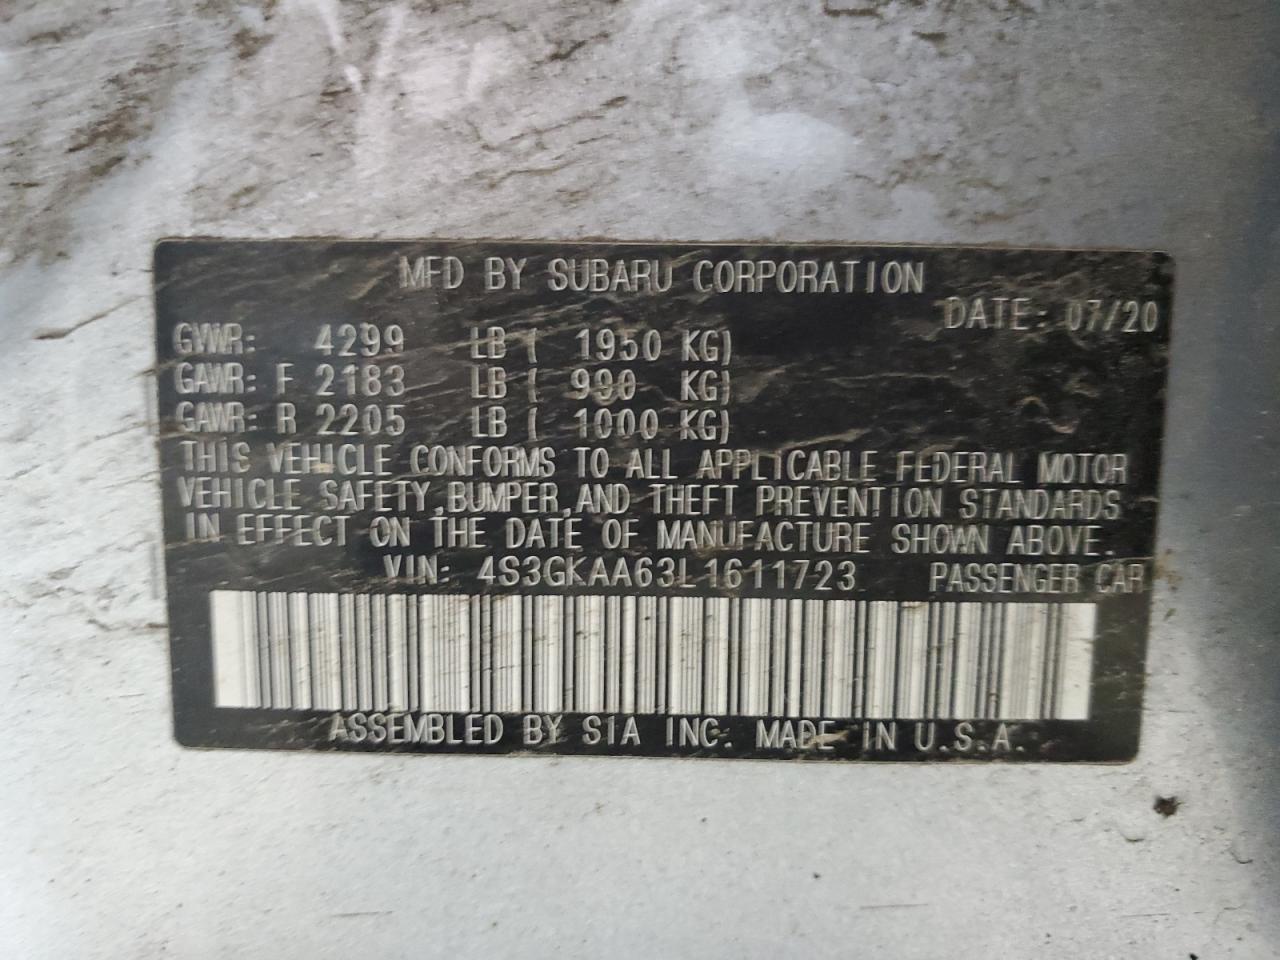 MFD BY SUBARU CORPORATION
DATE: 07/20
GVWR: 4299 LB ( 1950 KG)
GAWR: F 2183 LB ( 990 KG)
GAWR: R 2205 LB ( 1000 KG)
THIS VEHICLE CONFORMS TO ALL APPLICABLE FEDERAL MOTOR
VEHICLE SAFETY,BUMPER,AND THEFT PREVENTION STANDARDS
IN EFFECT ON THE DATE OF MANUFACTURE SHOWN ABOVE.
VIN: 4S3GKAA63L1611723 PASSENGER CAR
ASSEMBLED BY SIA INC. MADE IN U.S.A.